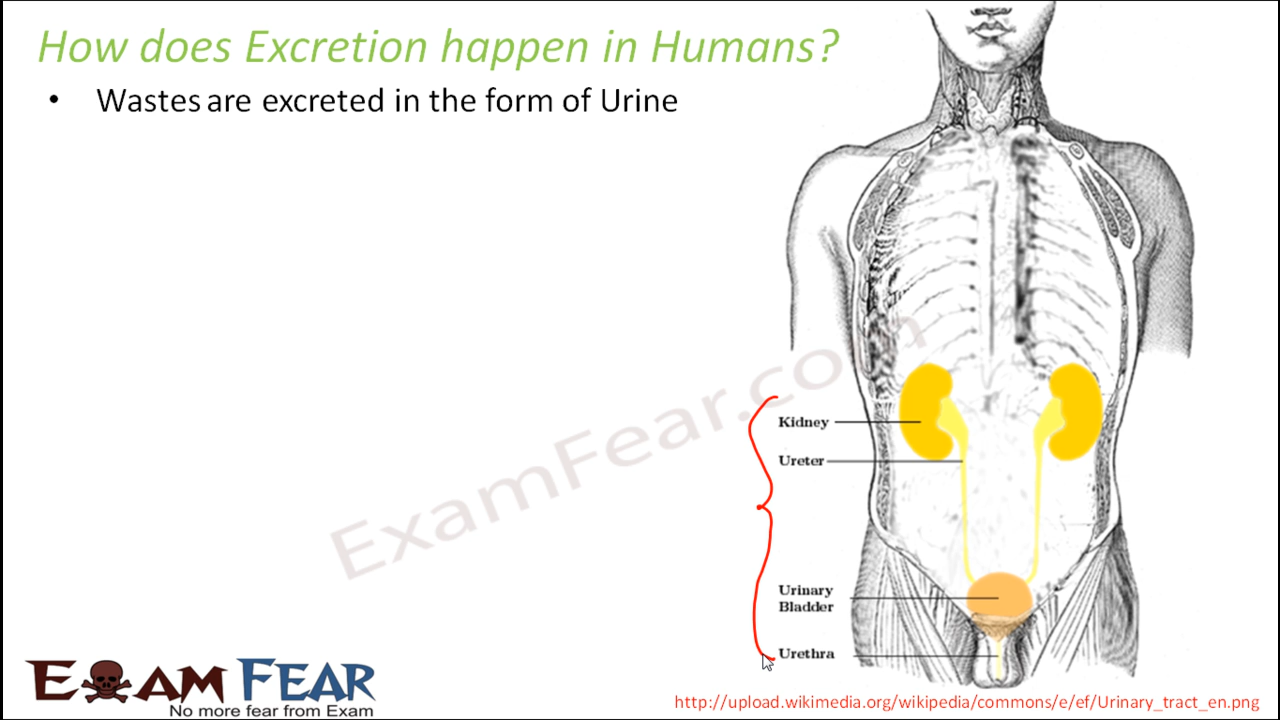 How does Excretion happen in Humans?
• Wastes are excreted in the form of Urine
ExamFear.com
Kidney
Ureter
Urinary
Bladder
Urethra
EXAM FEAR
No more fear from Exam
http://upload.wikimedia.org/wikipedia/commons/e/ef/Urinary_tract_en.png